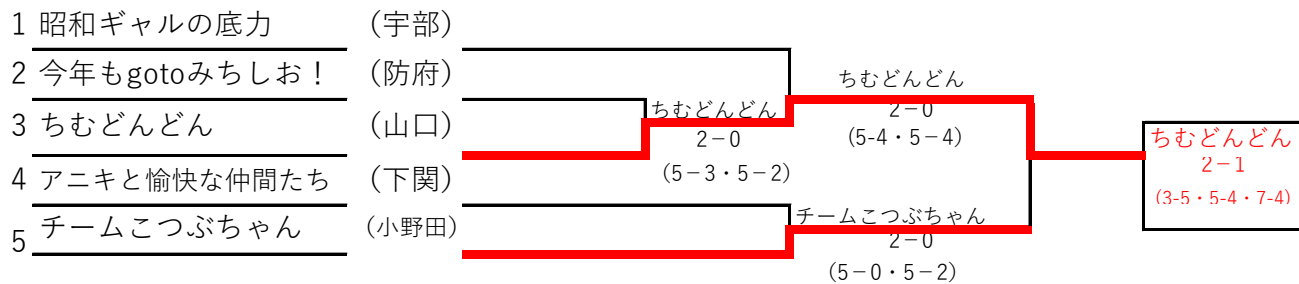 1 昭和ギャルの底力 (宇部)
2 今年もgotoみちしお！ (防府)
3 ちむどんどん (山口)
4 アニキと愉快な仲間たち (下関)
5 チームこつぶちゃん (小野田)
ちむどんどん
2－0
(5－3・5－2)
ちむどんどん
2－0
(5-4・5－4)
チームこつぶちゃん
2－0
(5－0・5－2)
ちむどんどん
2－1
(3-5・5-4・7-4)